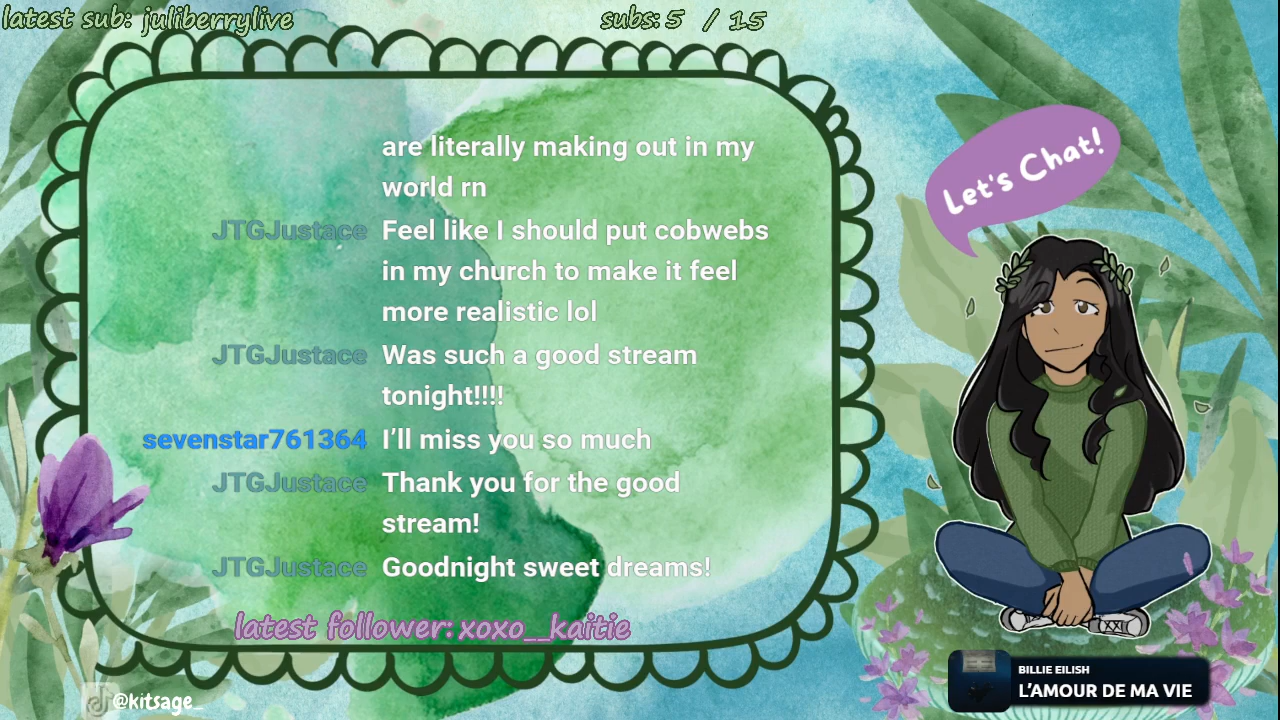 latest sub: juliberrylive
subs: 5 / 15
Let's Chat!
are literally making out in my
world rn
JTGJustace Feel like I should put cobwebs
in my church to make it feel
more realistic lol
JTGJustace Was such a good stream
tonight!!!!
sevenstar761364 I’ll miss you so much
JTGJustace Thank you for the good
stream!
JTGJustace Goodnight sweet dreams!
latest follower: xoxo__kaitie
@kitsage_
BILLIE EILISH
L’AMOUR DE MA VIE